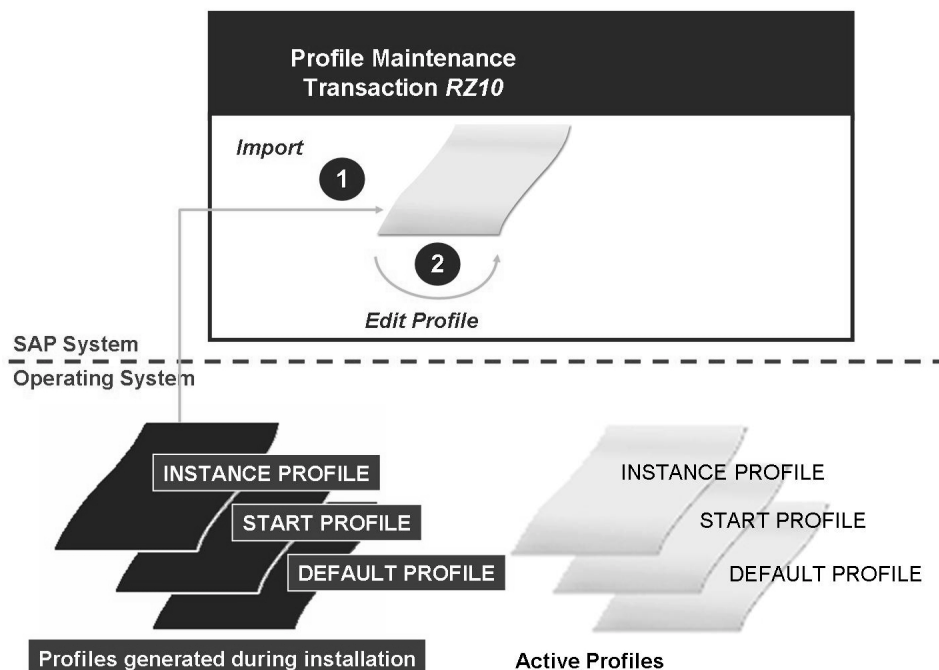 Profile Maintenance
Transaction RZ10
Import
1
2
Edit Profile
SAP System
Operating System
INSTANCE PROFILE
START PROFILE
DEFAULT PROFILE
Profiles generated during installation
INSTANCE PROFILE
START PROFILE
DEFAULT PROFILE
Active Profiles